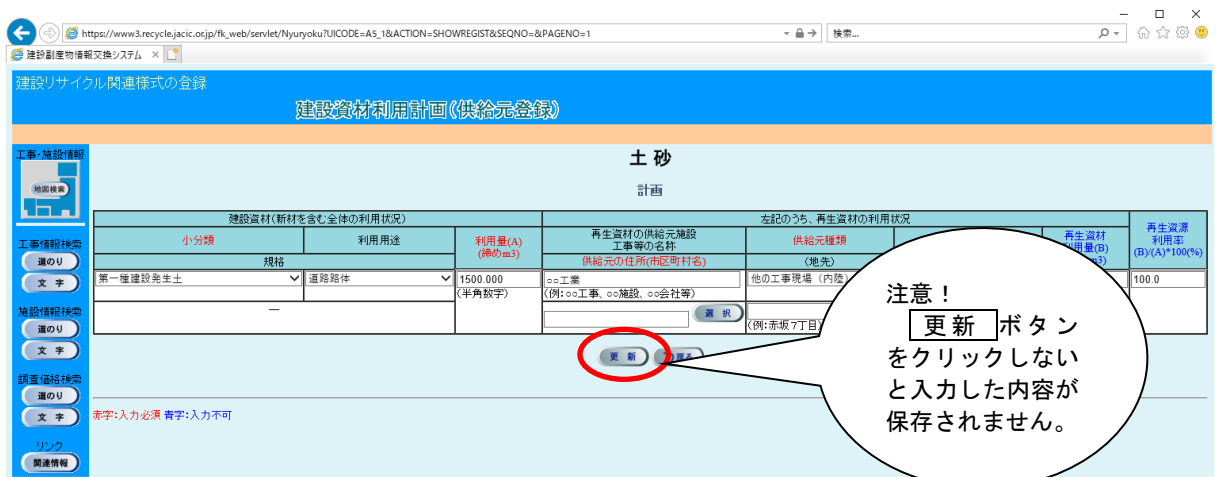 https://www3.recycle.jacic.or.jp/fk_web/servlet/Nyuryoku?UICODE=A5_1&ACTION=SHOWREGIST&SEQNO=&PAGENO=1
検索...
建設副産物情報交換システム
建設リサイクル関連様式の登録
建設資材利用計画(供給元登録)
工事・施設情報
地図検索
工事情報検索
道のり
文 字
施設情報検索
道のり
文 字
調査価格検索
道のり
文 字
リンク
関連情報
土 砂
計画
建設資材(新材を含む全体の利用状況)
左記のうち、再生資材の利用状況
再生資源
利用率
(B)/(A)*100(%)
小分類
利用用途
利用量(A)
(締めm3)
再生資材の供給元施設
工事等の名称
供給元種類
再生資材
用量(B)
規格
供給元の住所(市区町村名)
(地先)
m3)
第一種建設発生土
道路路体
1500.000
(半角数字)
○○工業
(例:○○工事、○○施設、○○会社等)
他の工事現場(内陸)
100.0
―
選 択
(例:赤坂7丁目)
更 新
戻る
赤字:入力必須 青字:入力不可
注意!
更新 ボタン
をクリックしない
と入力した内容が
保存されません。